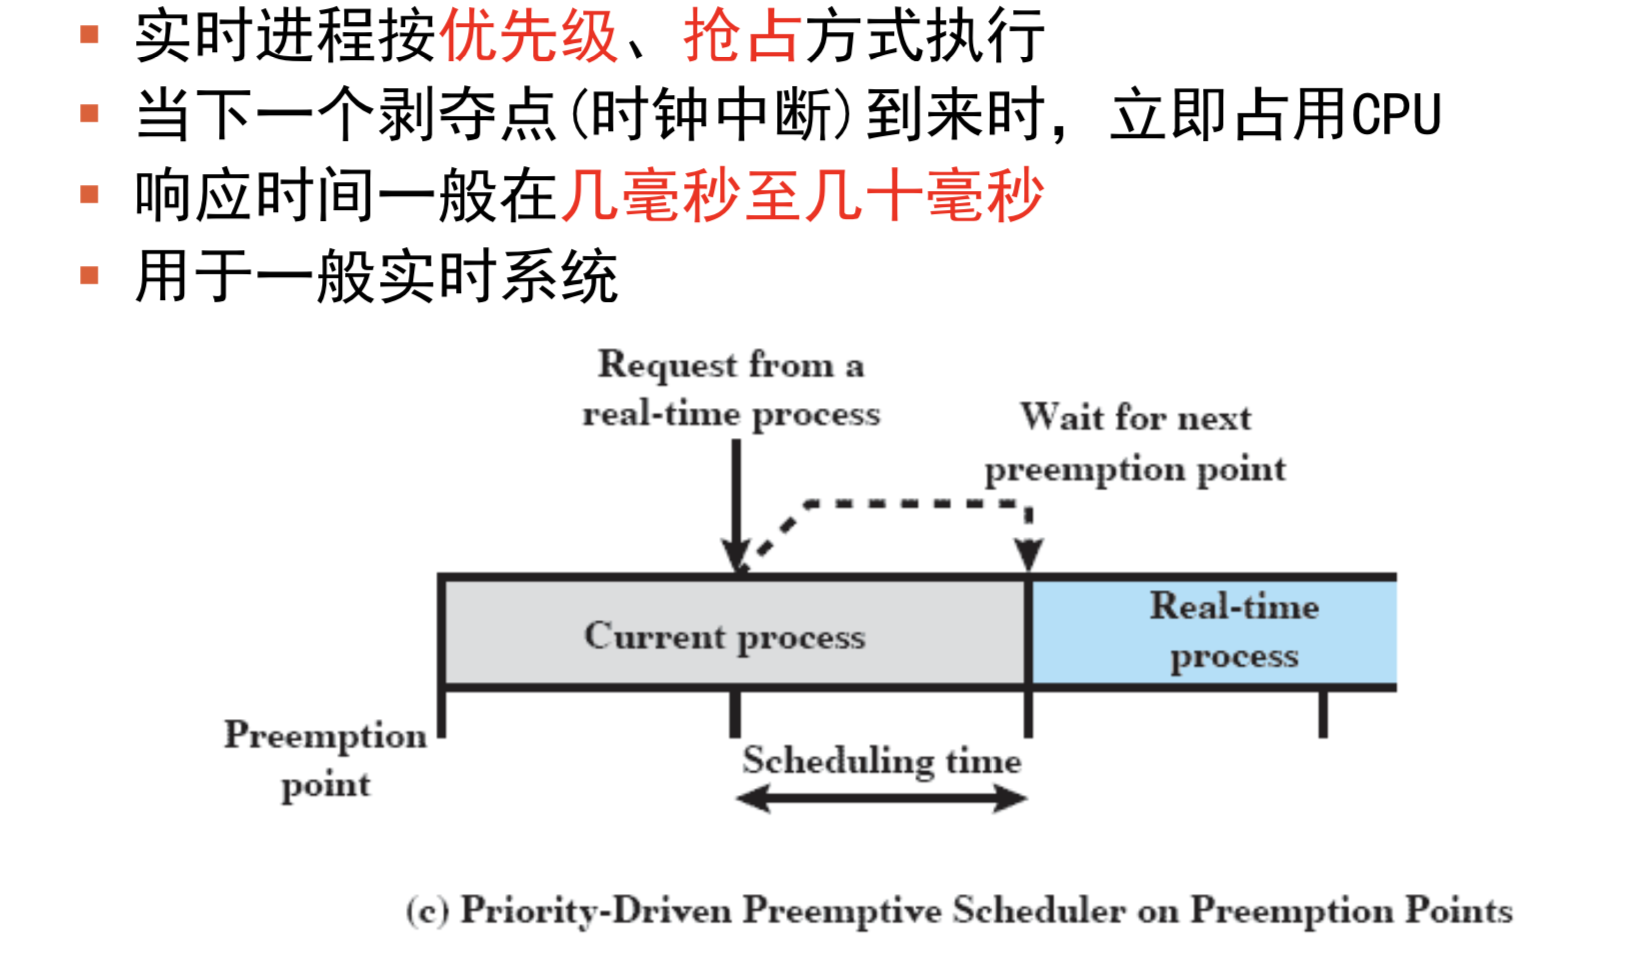 实时进程按优先级、抢占方式执行
当下一个剥夺点(时钟中断)到来时，立即占用CPU
响应时间一般在几毫秒至几十毫秒
用于一般实时系统
Request from a
real-time process
Wait for next
preemption point
Current process
Real-time
process
Preemption
point
Scheduling time
(c) Priority-Driven Preemptive Scheduler on Preemption Points